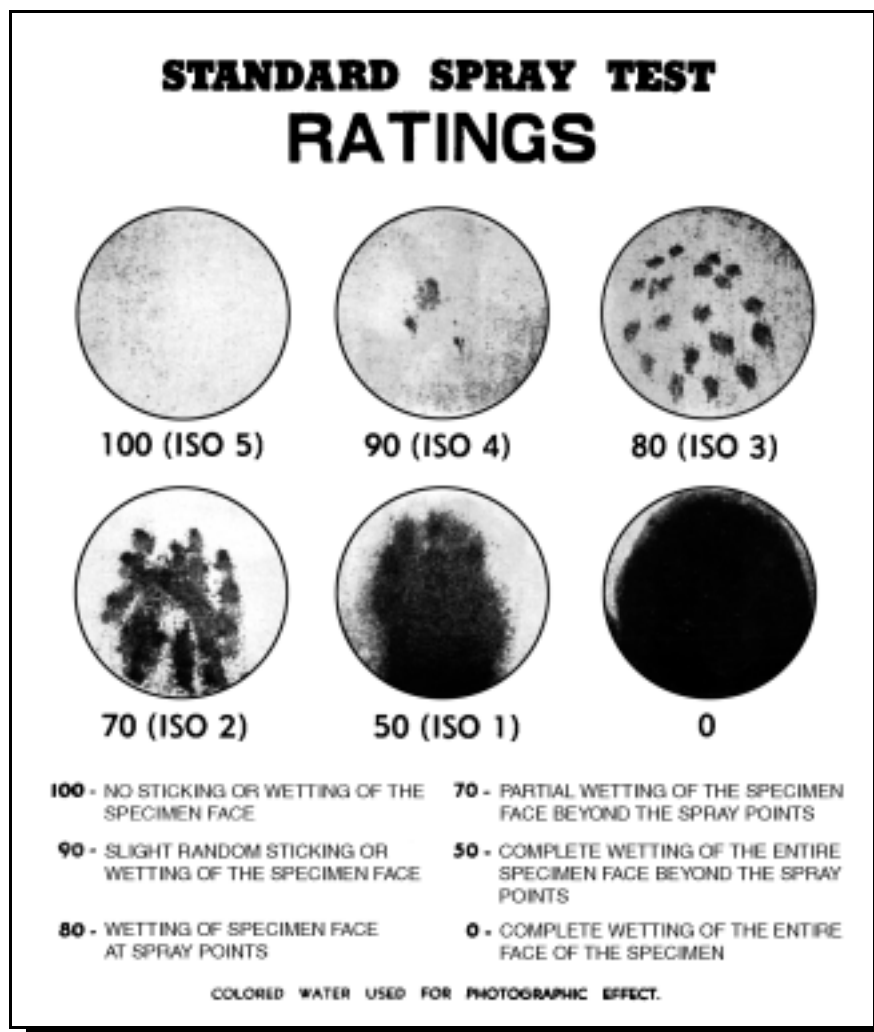 STANDARD SPRAY TEST
RATINGS
100 (ISO 5)
90 (ISO 4)
80 (ISO 3)
70 (ISO 2)
50 (ISO 1)
0
100 - NO STICKING OR WETTING OF THE
SPECIMEN FACE
90 - SLIGHT RANDOM STICKING OR
WETTING OF THE SPECIMEN FACE
80 - WETTING OF SPECIMEN FACE
AT SPRAY POINTS
70 - PARTIAL WETTING OF THE SPECIMEN
FACE BEYOND THE SPRAY POINTS
50 - COMPLETE WETTING OF THE ENTIRE
SPECIMEN FACE BEYOND THE SPRAY
POINTS
0 - COMPLETE WETTING OF THE ENTIRE
FACE OF THE SPECIMEN
COLORED WATER USED FOR PHOTOGRAPHIC EFFECT.